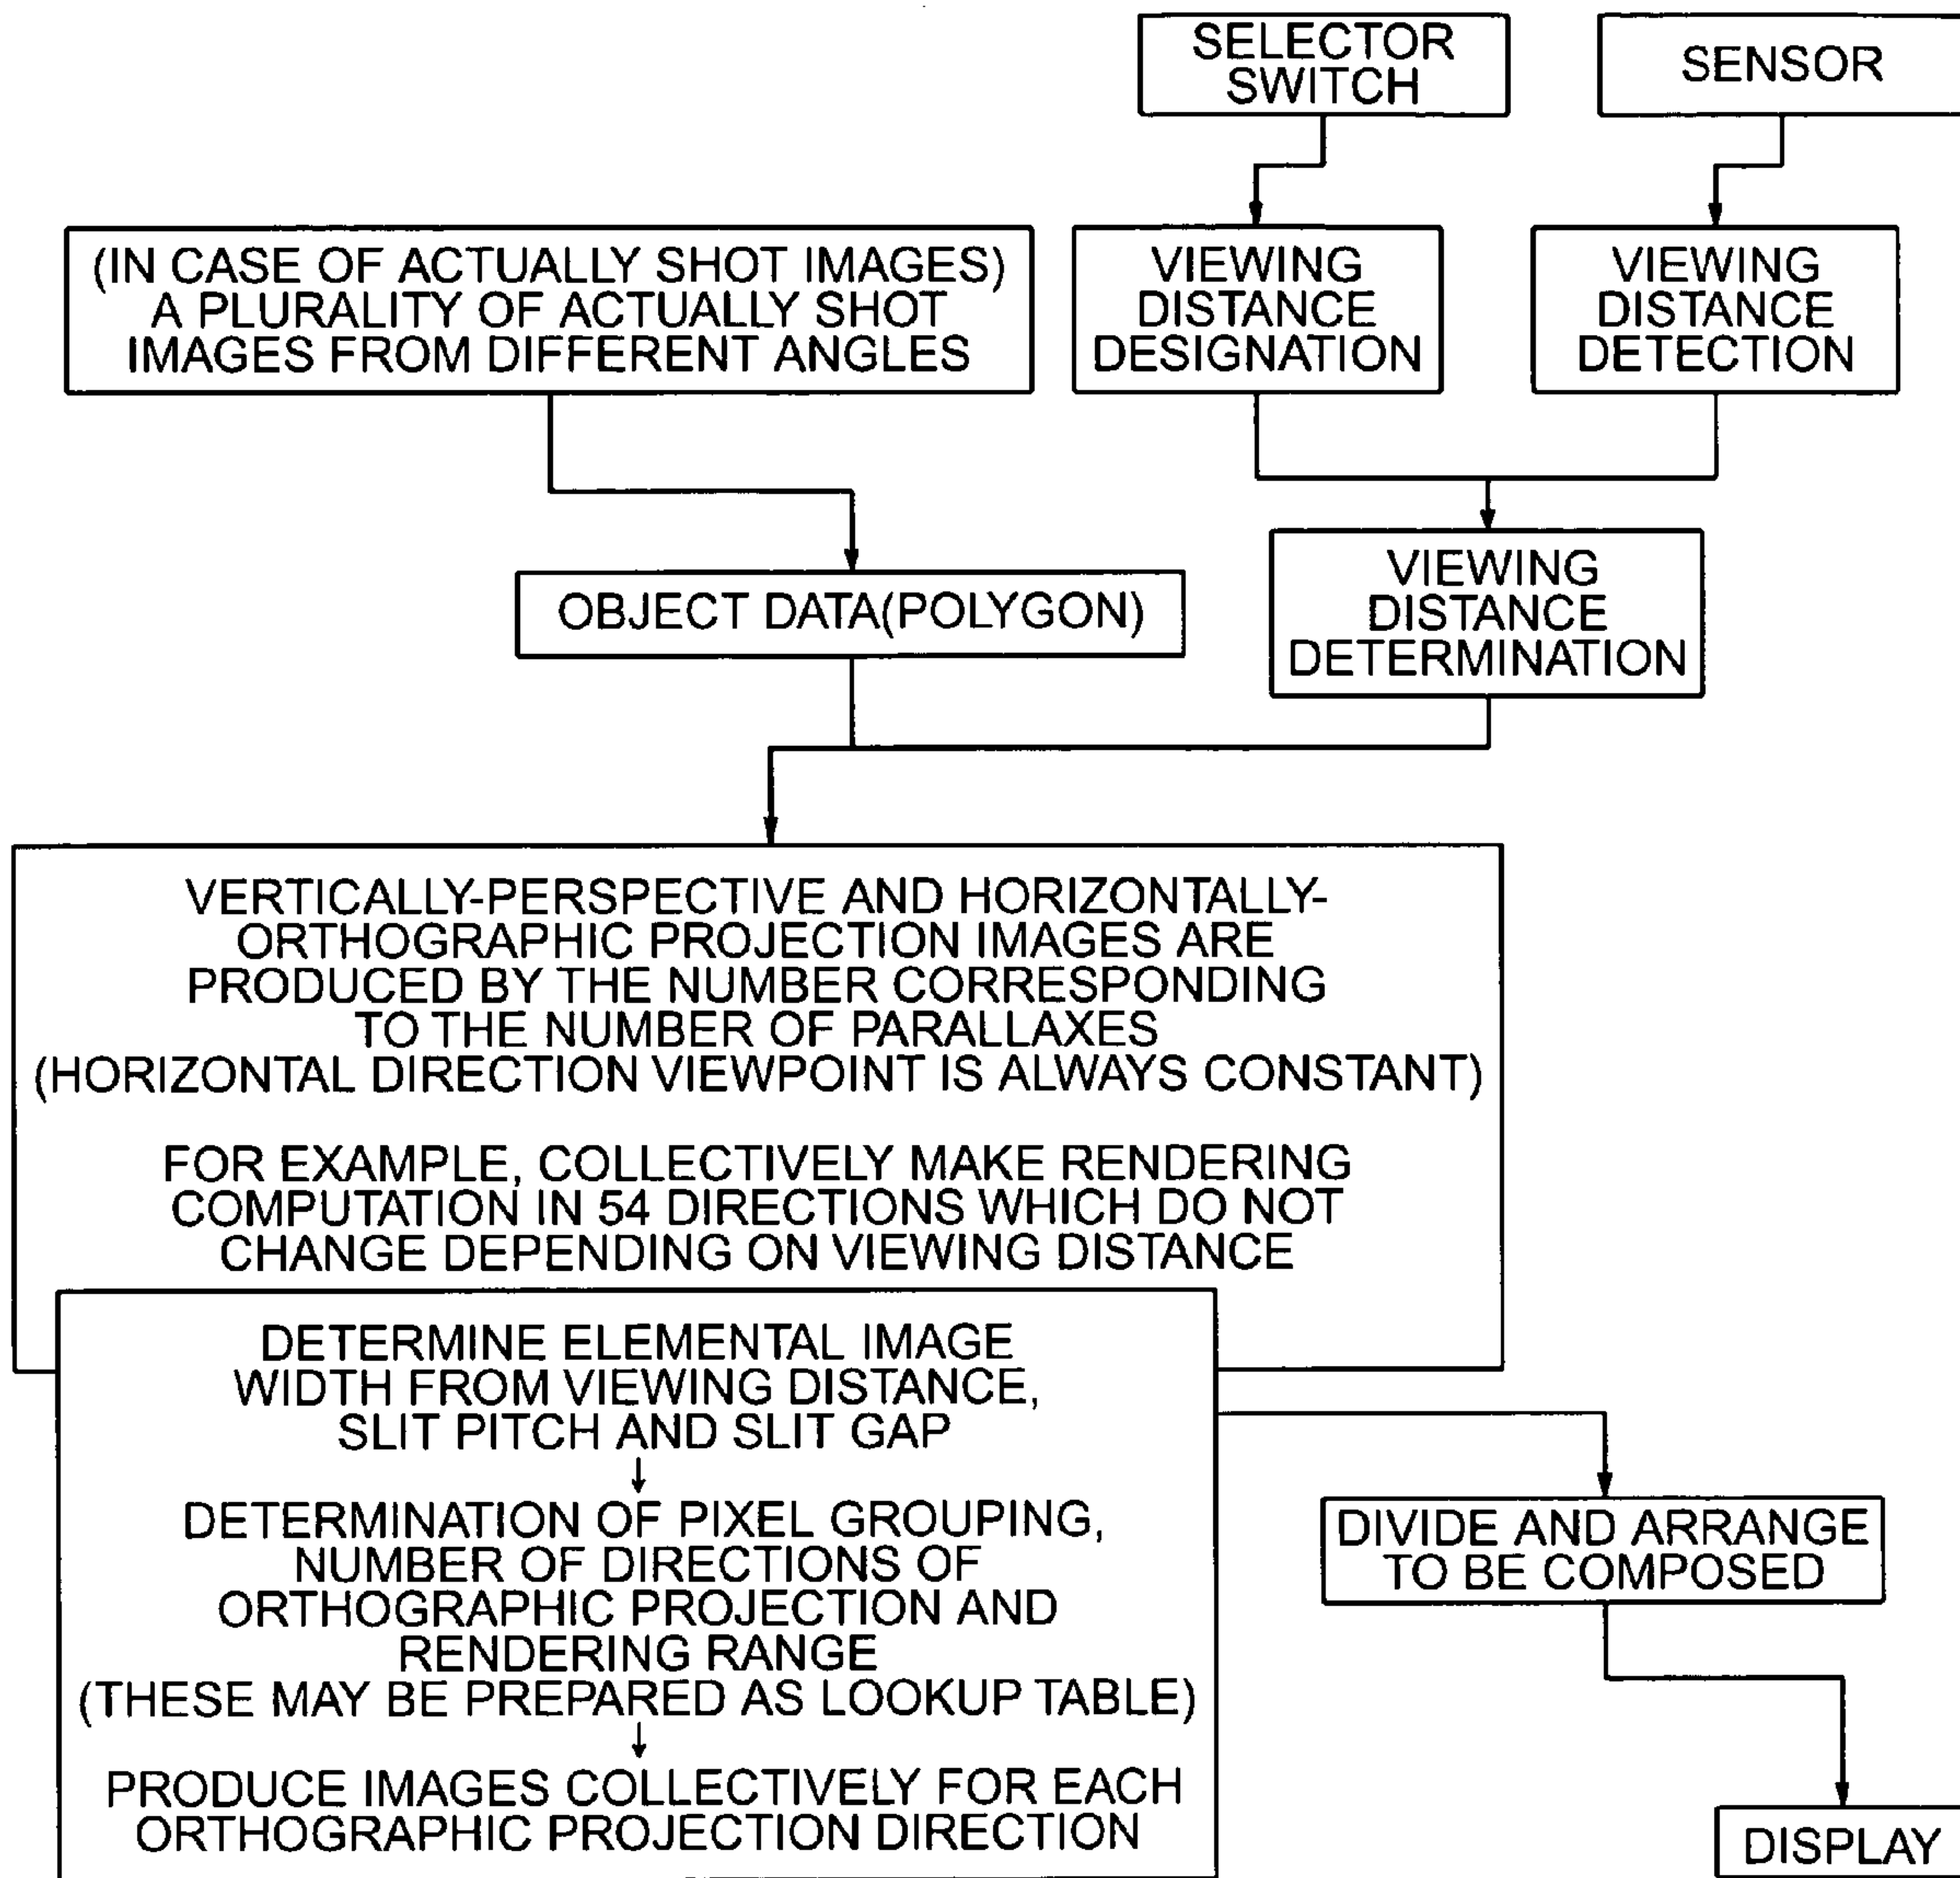 SELECTOR
SWITCH
SENSOR
(IN CASE OF ACTUALLY SHOT IMAGES)
A PLURALITY OF ACTUALLY SHOT
IMAGES FROM DIFFERENT ANGLES
VIEWING
DISTANCE
DESIGNATION
VIEWING
DISTANCE
DETECTION
OBJECT DATA(POLYGON)
VIEWING
DISTANCE
DETERMINATION
VERTICALLY-PERSPECTIVE AND HORIZONTALLY-
ORTHOGRAPHIC PROJECTION IMAGES ARE
PRODUCED BY THE NUMBER CORRESPONDING
TO THE NUMBER OF PARALLAXES
(HORIZONTAL DIRECTION VIEWPOINT IS ALWAYS CONSTANT)
FOR EXAMPLE, COLLECTIVELY MAKE RENDERING
COMPUTATION IN 54 DIRECTIONS WHICH DO NOT
CHANGE DEPENDING ON VIEWING DISTANCE
DETERMINE ELEMENTAL IMAGE
WIDTH FROM VIEWING DISTANCE,
SLIT PITCH AND SLIT GAP
↓
DETERMINATION OF PIXEL GROUPING,
NUMBER OF DIRECTIONS OF
ORTHOGRAPHIC PROJECTION AND
RENDERING RANGE
(THESE MAY BE PREPARED AS LOOKUP TABLE)
↓
PRODUCE IMAGES COLLECTIVELY FOR EACH
ORTHOGRAPHIC PROJECTION DIRECTION
DIVIDE AND ARRANGE
TO BE COMPOSED
DISPLAY